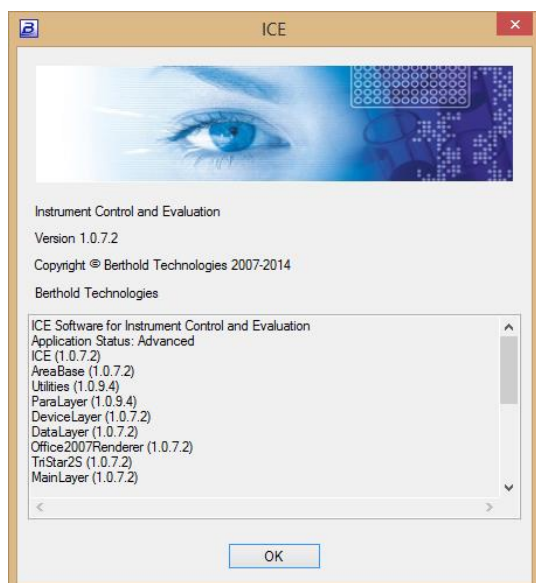 ICE
Instrument Control and Evaluation
Version 1.0.7.2
Copyright © Berthold Technologies 2007-2014
Berthold Technologies
ICE Software for Instrument Control and Evaluation
Application Status: Advanced
ICE (1.0.7.2)
AreaBase (1.0.7.2)
Utilities (1.0.9.4)
ParaLayer (1.0.9.4)
DeviceLayer (1.0.7.2)
DataLayer (1.0.7.2)
Office2007Renderer (1.0.7.2)
TriStar2S (1.0.7.2)
MainLayer (1.0.7.2)
OK